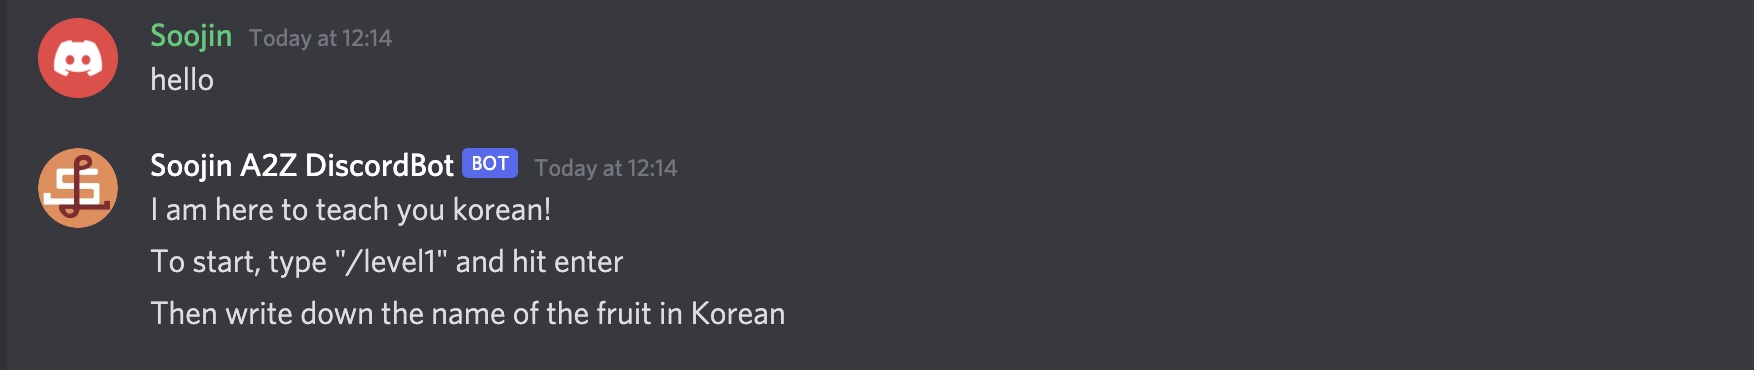 Soojin Today at 12:14
hello
Soojin A2Z DiscordBot BOT Today at 12:14
I am here to teach you korean!
To start, type "/level1" and hit enter
Then write down the name of the fruit in Korean